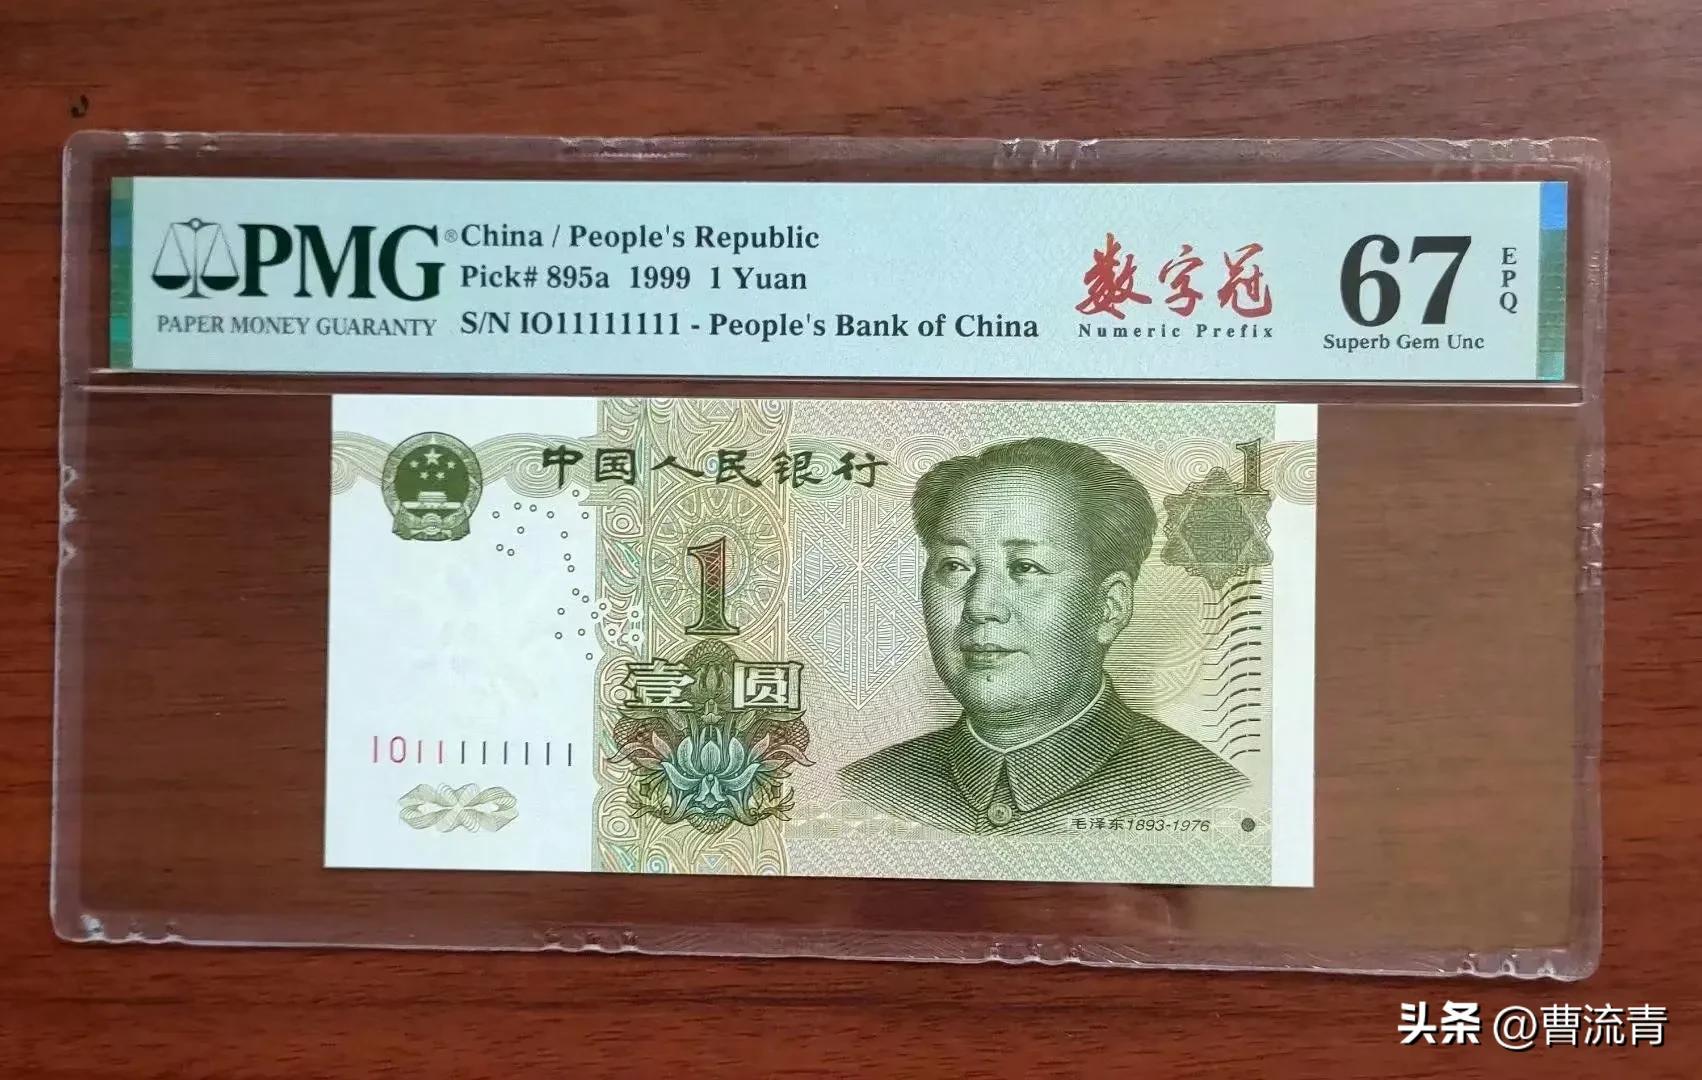 PMG®
PAPER MONEY GUARANTY
China / People's Republic
Pick# 895a 1999 1 Yuan
S/N IO11111111 - People's Bank of China
数字冠
Numeric Prefix
67
EPQ
Superb Gem Unc
中国人民银行
1
1
壹圆
IO11111111
毛泽东1893-1976
头条 @曹流青